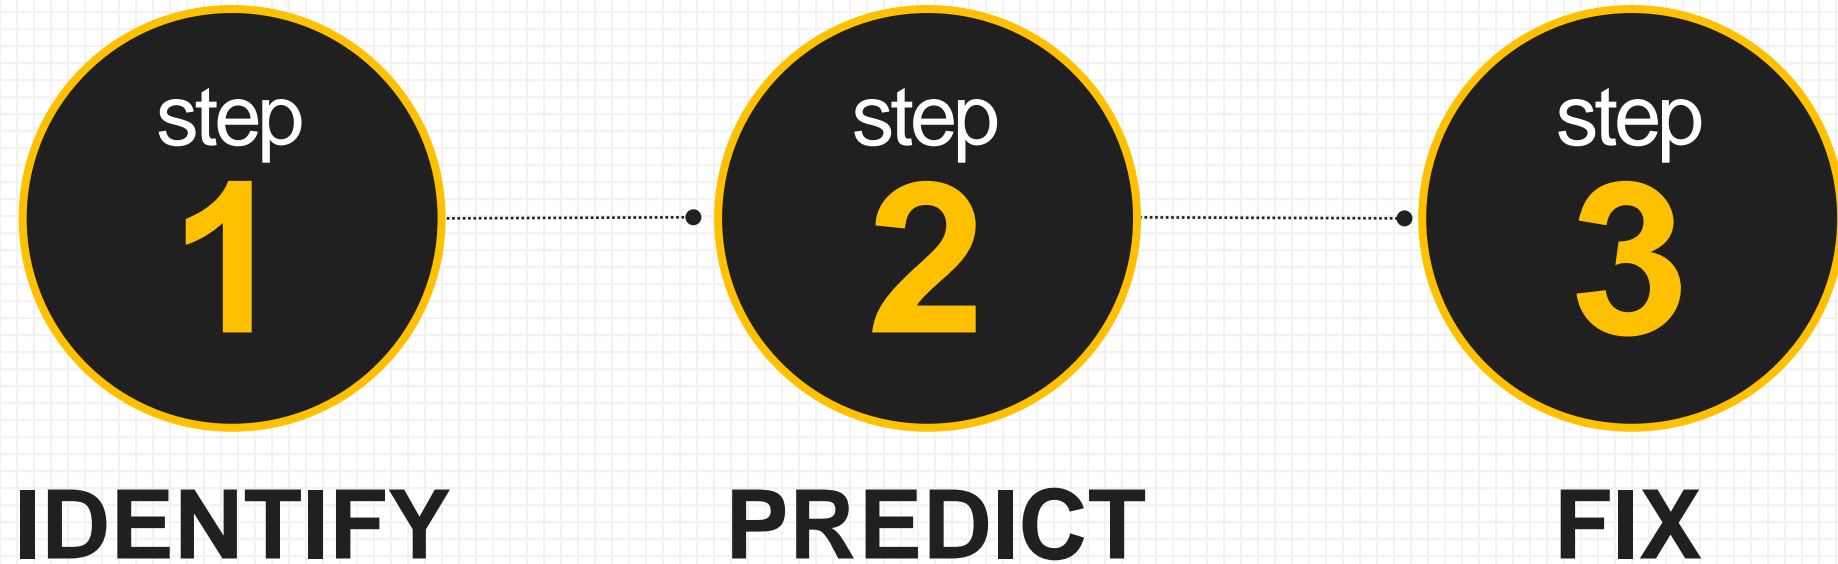 step
1
IDENTIFY
step
2
PREDICT
step
3
FIX